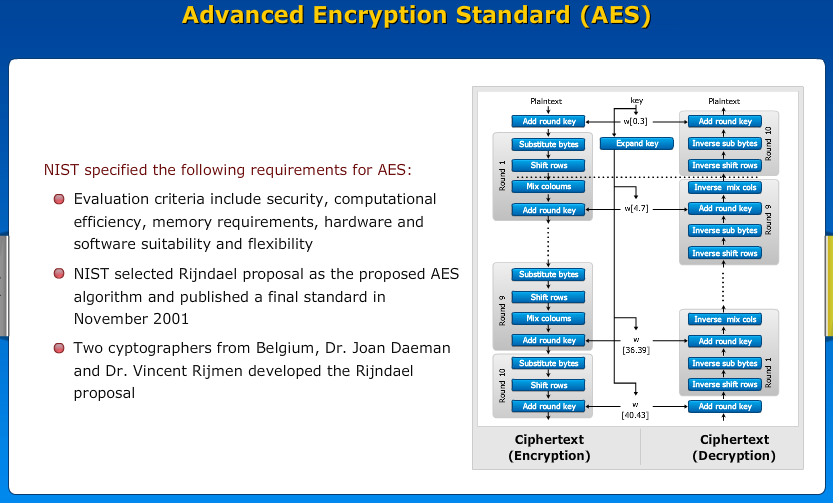 Advanced Encryption Standard (AES)
NIST specified the following requirements for AES:
Evaluation criteria include security, computational
efficiency, memory requirements, hardware and
software suitability and flexibility
NIST selected Rijndael proposal as the proposed AES
algorithm and published a final standard in
November 2001
Two cyptographers from Belgium, Dr. Joan Daeman
and Dr. Vincent Rijmen developed the Rijndael
proposal
Plaintext
Add round key
Round 1
Substitute bytes
Shift rows
Mix coloums
Add round key
Round 9
Substitute bytes
Shift rows
Mix coloums
Add round key
Round 10
Substitute bytes
Shift rows
Add round key
key
w[0.3]
Expand key
w[4.7]
w
[36.39]
w
[40.43]
Plaintext
Add round key
Inverse sub bytes
Inverse shift rows
Round 10
Inverse mix cols
Add round key
Inverse sub bytes
Inverse shift rows
Round 9
Inverse mix cols
Add round key
Inverse sub bytes
Inverse shift rows
Round 1
Add round key
Ciphertext
(Encryption)
Ciphertext
(Decryption)